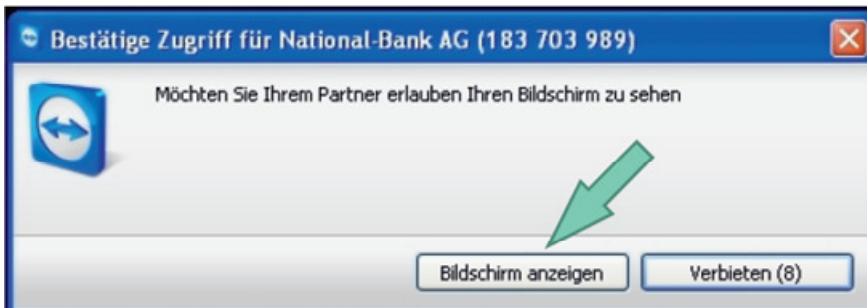 Bestätige Zugriff für National-Bank AG (183 703 989)
Möchten Sie Ihrem Partner erlauben Ihren Bildschirm zu sehen
Bildschirm anzeigen Verbieten (8)